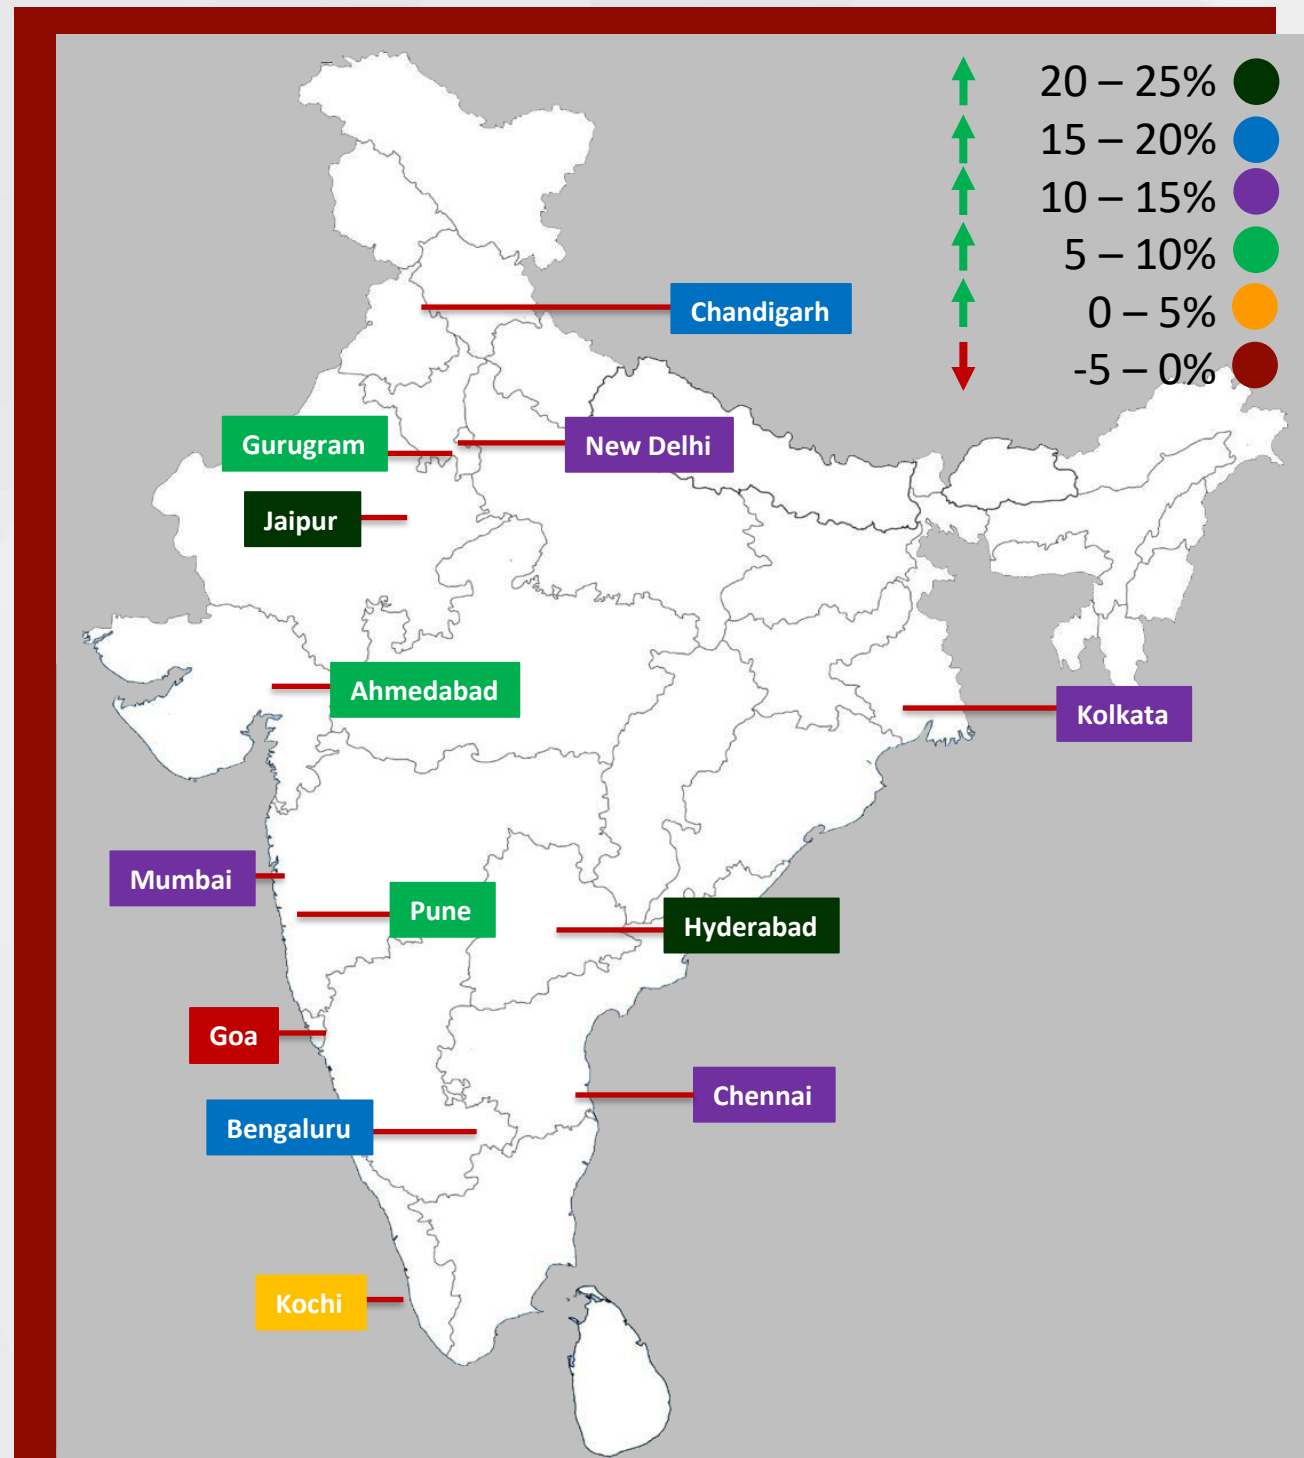 20 – 25%
15 – 20%
10 – 15%
5 – 10%
0 – 5%
-5 – 0%
Chandigarh
Gurugram
New Delhi
Jaipur
Ahmedabad
Kolkata
Mumbai
Pune
Hyderabad
Goa
Chennai
Bengaluru
Kochi